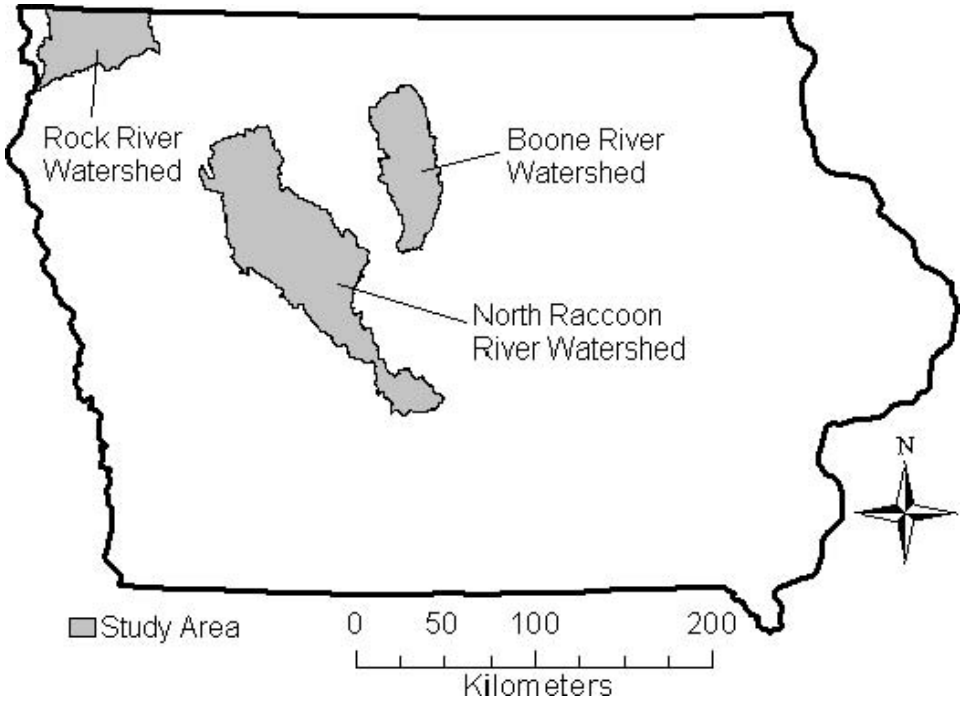 Rock River
Watershed
Boone River
Watershed
North Raccoon
River Watershed
N
Study Area
0 50 100 200
Kilometers